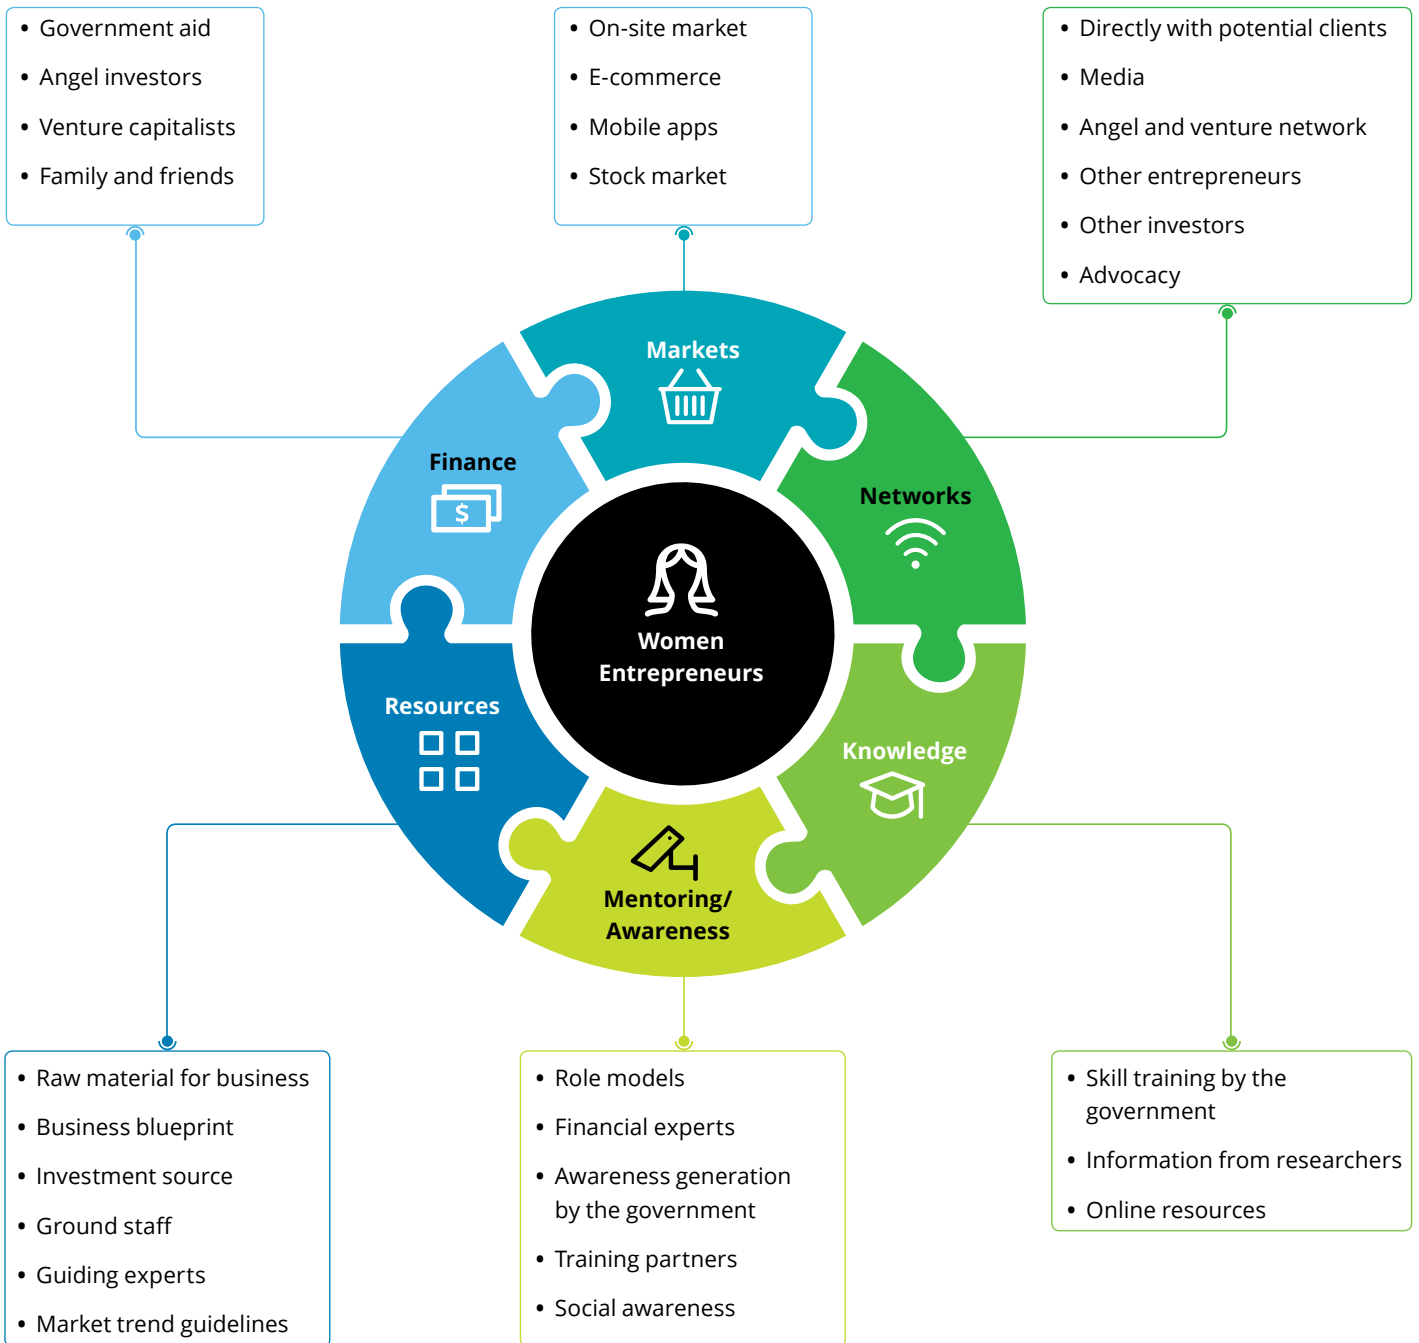 • Government aid
• Angel investors
• Venture capitalists
• Family and friends
• On-site market
• E-commerce
• Mobile apps
• Stock market
• Directly with potential clients
• Media
• Angel and venture network
• Other entrepreneurs
• Other investors
• Advocacy
Markets
Finance
$
Networks
Women
Entrepreneurs
Resources
Knowledge
Mentoring/
Awareness
• Raw material for business
• Business blueprint
• Investment source
• Ground staff
• Guiding experts
• Market trend guidelines
• Role models
• Financial experts
• Awareness generation
by the government
• Training partners
• Social awareness
• Skill training by the
government
• Information from researchers
• Online resources